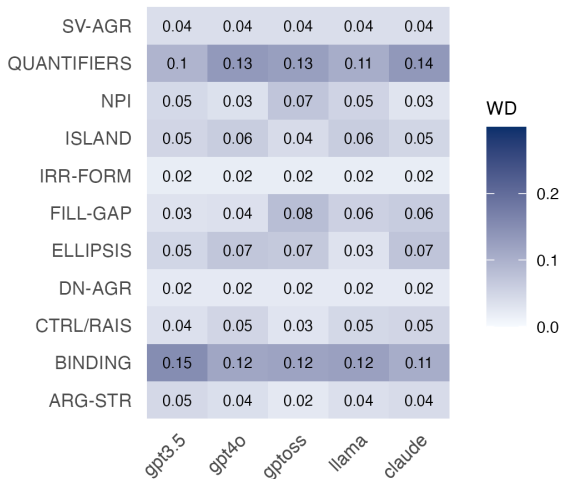 SV-AGR 0.04 0.04 0.04 0.04 0.04
QUANTIFIERS 0.1 0.13 0.13 0.11 0.14
NPI 0.05 0.03 0.07 0.05 0.03
ISLAND 0.05 0.06 0.04 0.06 0.05
IRR-FORM 0.02 0.02 0.02 0.02 0.02
FILL-GAP 0.03 0.04 0.08 0.06 0.06
ELLIPSIS 0.05 0.07 0.07 0.03 0.07
DN-AGR 0.02 0.02 0.02 0.02 0.02
CTRL/RAIS 0.04 0.05 0.03 0.05 0.05
BINDING 0.15 0.12 0.12 0.12 0.11
ARG-STR 0.05 0.04 0.02 0.04 0.04
gpt3.5 gpt4o gptoss llama claude
WD
0.2
0.1
0.0